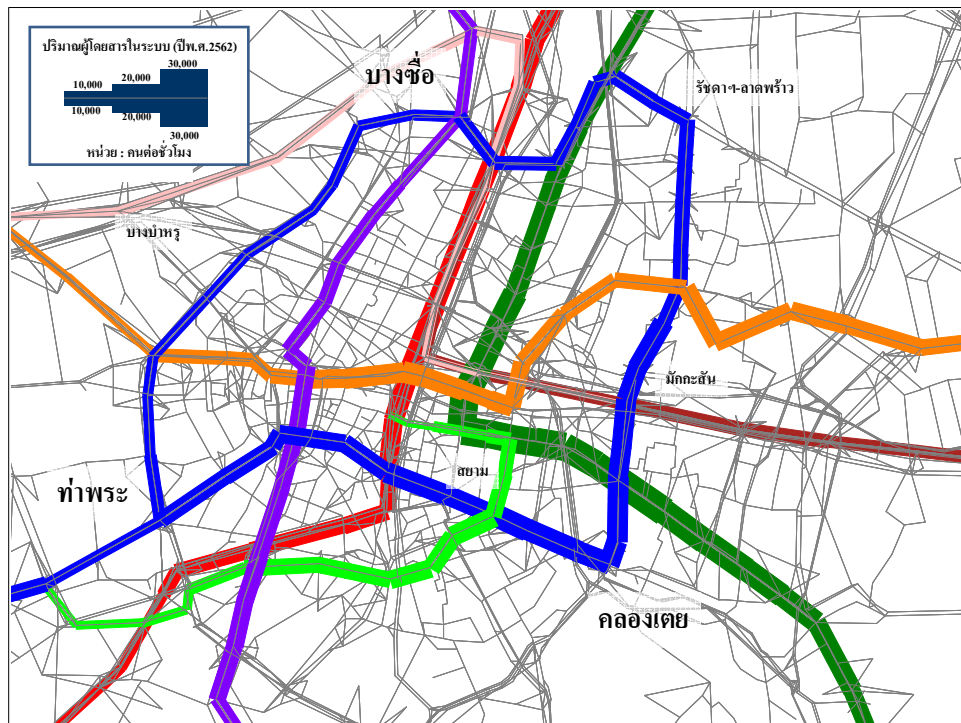 ปริมาณผู้โดยสารในระบบ (ปีพ.ศ.2562)
30,000
20,000
10,000
10,000
20,000
30,000
หน่วย : คนต่อชั่วโมง
บางซื่อ
รัชดาฯ-ลาดพร้าว
บางบำหรุ
มักกะสัน
สยาม
ท่าพระ
คลองเตย